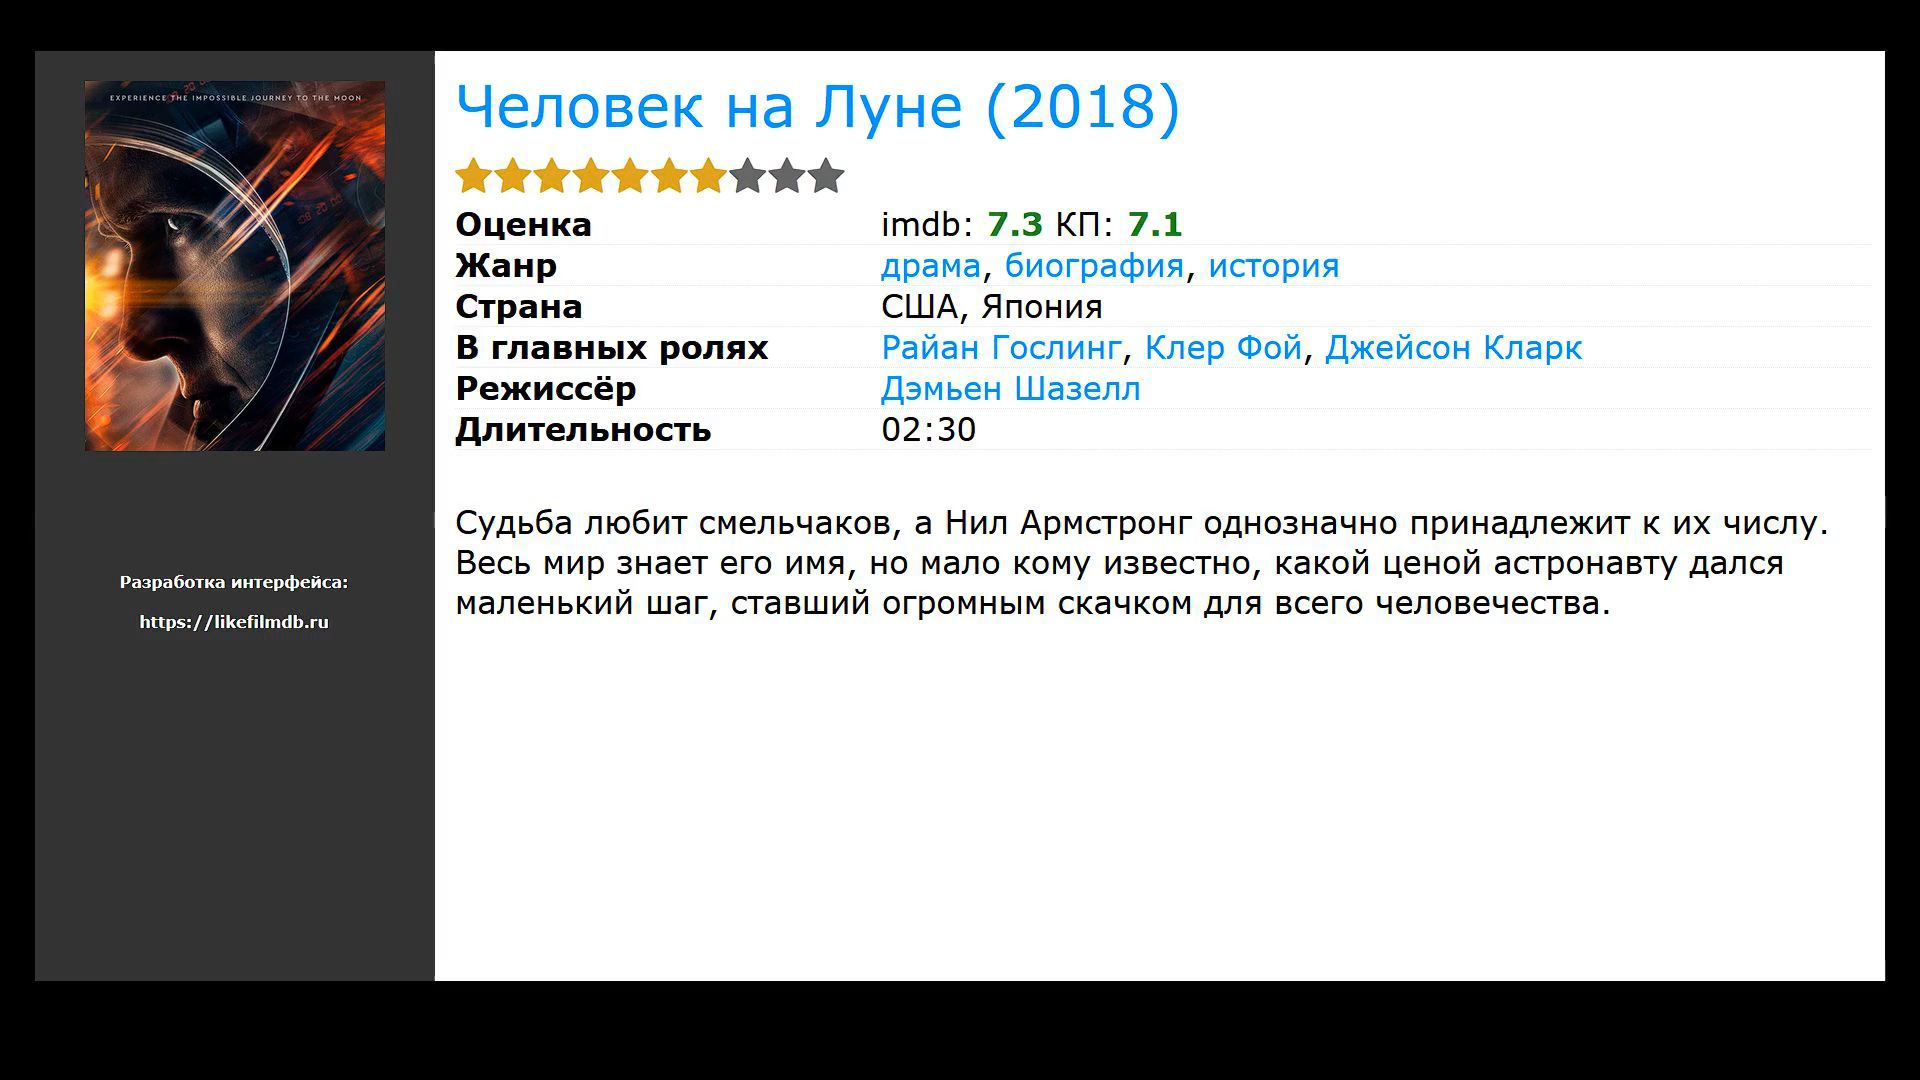 EXPERIENCE THE IMPOSSIBLE JOURNEY TO THE MOON
Разработка интерфейса:
https://likefilmdb.ru
Человек на Луне (2018)
Оценка imdb: 7.3 КП: 7.1
Жанр драма, биография, история
Страна США, Япония
В главных ролях Райан Гослинг, Клер Фой, Джейсон Кларк
Режиссёр Дэмьен Шазелл
Длительность 02:30
Судьба любит смельчаков, а Нил Армстронг однозначно принадлежит к их числу.
Весь мир знает его имя, но мало кому известно, какой ценой астронавту дался
маленький шаг, ставший огромным скачком для всего человечества.